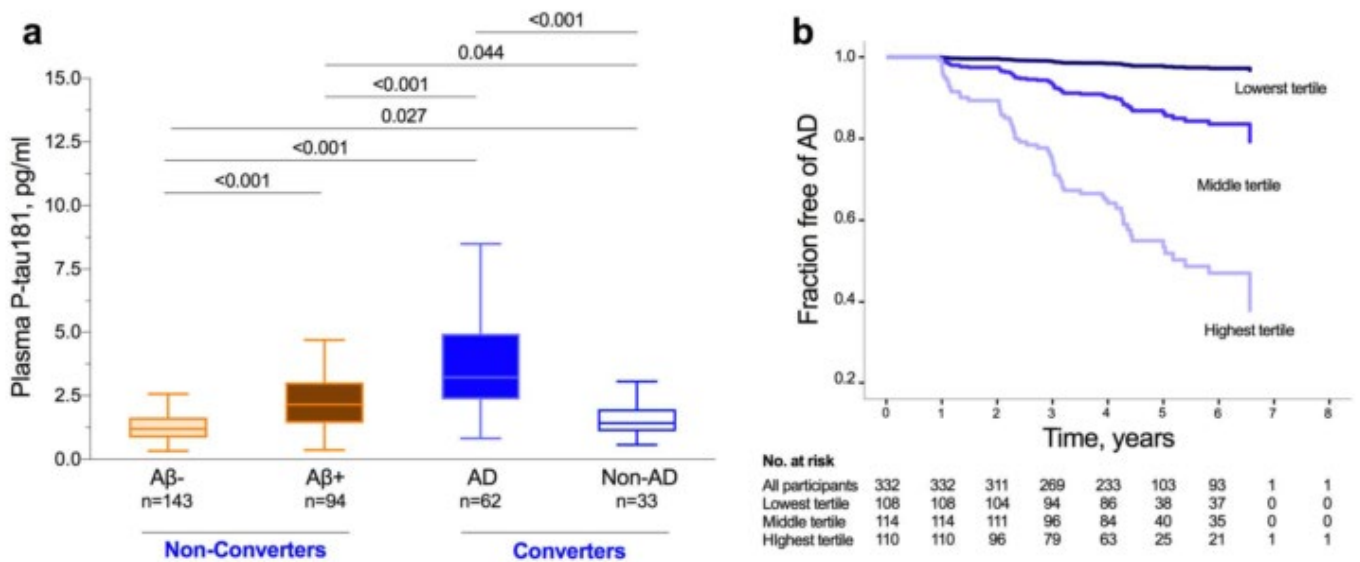 a
<0.001
0.044
<0.001
0.027
<0.001
<0.001
Plasma P-tau181, pg/ml
15.0
12.5
10.0
7.5
5.0
2.5
0.0
Aβ- Aβ+ AD Non-AD
n=143 n=94 n=62 n=33
Non-Converters Converters
b
Fraction free of AD
1.0
0.8
0.6
0.4
0.2
Lowerst tertile
Middle tertile
Highest tertile
0 1 2 3 4 5 6 7 8
Time, years
No. at risk
All participants 332 332 311 269 233 103 93 1 1
Lowest tertile 108 108 104 94 86 38 37 0 0
Middle tertile 114 114 111 96 84 40 35 0 0
HIghest tertile 110 110 96 79 63 25 21 1 1